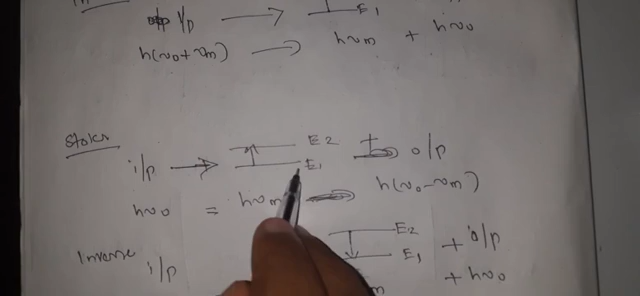 i/p → E1
h(ν0+νm) → hνm + hν0
Stokes
E2
i/p → E1 + o/p
hν0 = hνm h(ν0-νm)
Inverse
E2
i/p E1 + o/p
m + hν0